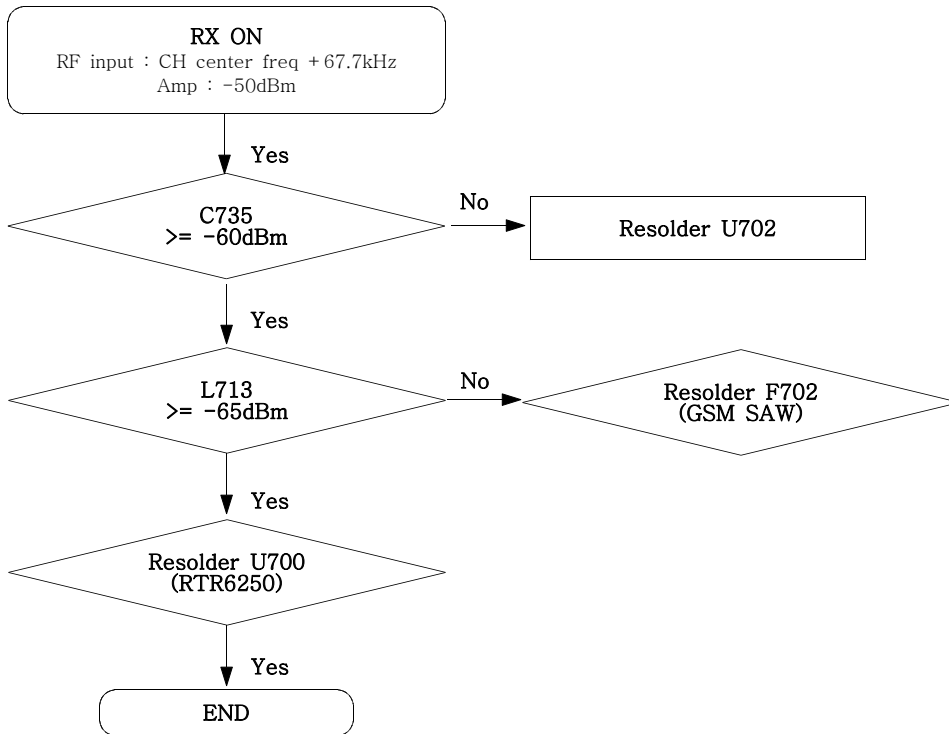 RX ON
RF input : CH center freq +67.7kHz
Amp : -50dBm
Yes
C735
>= -60dBm
No
Resolder U702
Yes
L713
>= -65dBm
No
Resolder F702
(GSM SAW)
Yes
Resolder U700
(RTR6250)
Yes
END